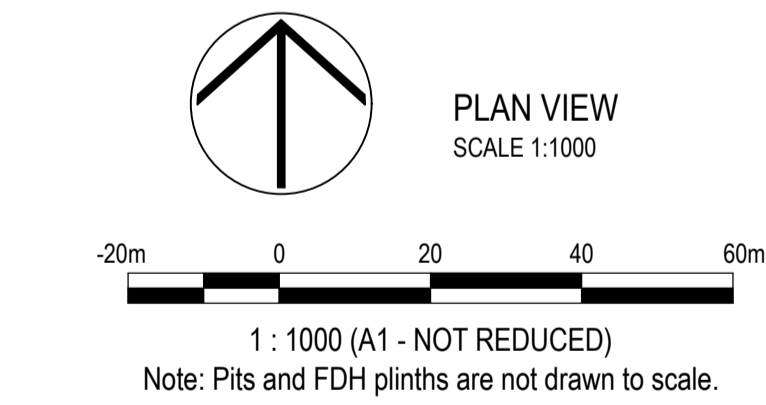 PLAN VIEW
SCALE 1:1000
-20m 0 20 40 60m
1 : 1000 (A1 - NOT REDUCED)
Note: Pits and FDH plinths are not drawn to scale.